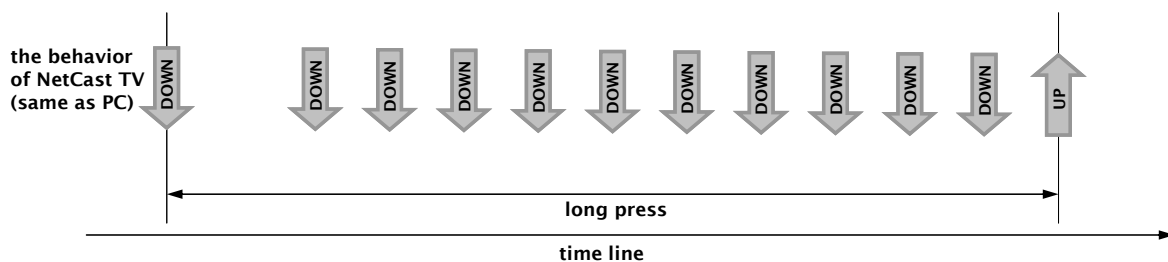 the behavior
of NetCast TV
(same as PC)
DOWN
DOWN
DOWN
DOWN
DOWN
DOWN
DOWN
DOWN
DOWN
DOWN
DOWN
UP
long press
time line